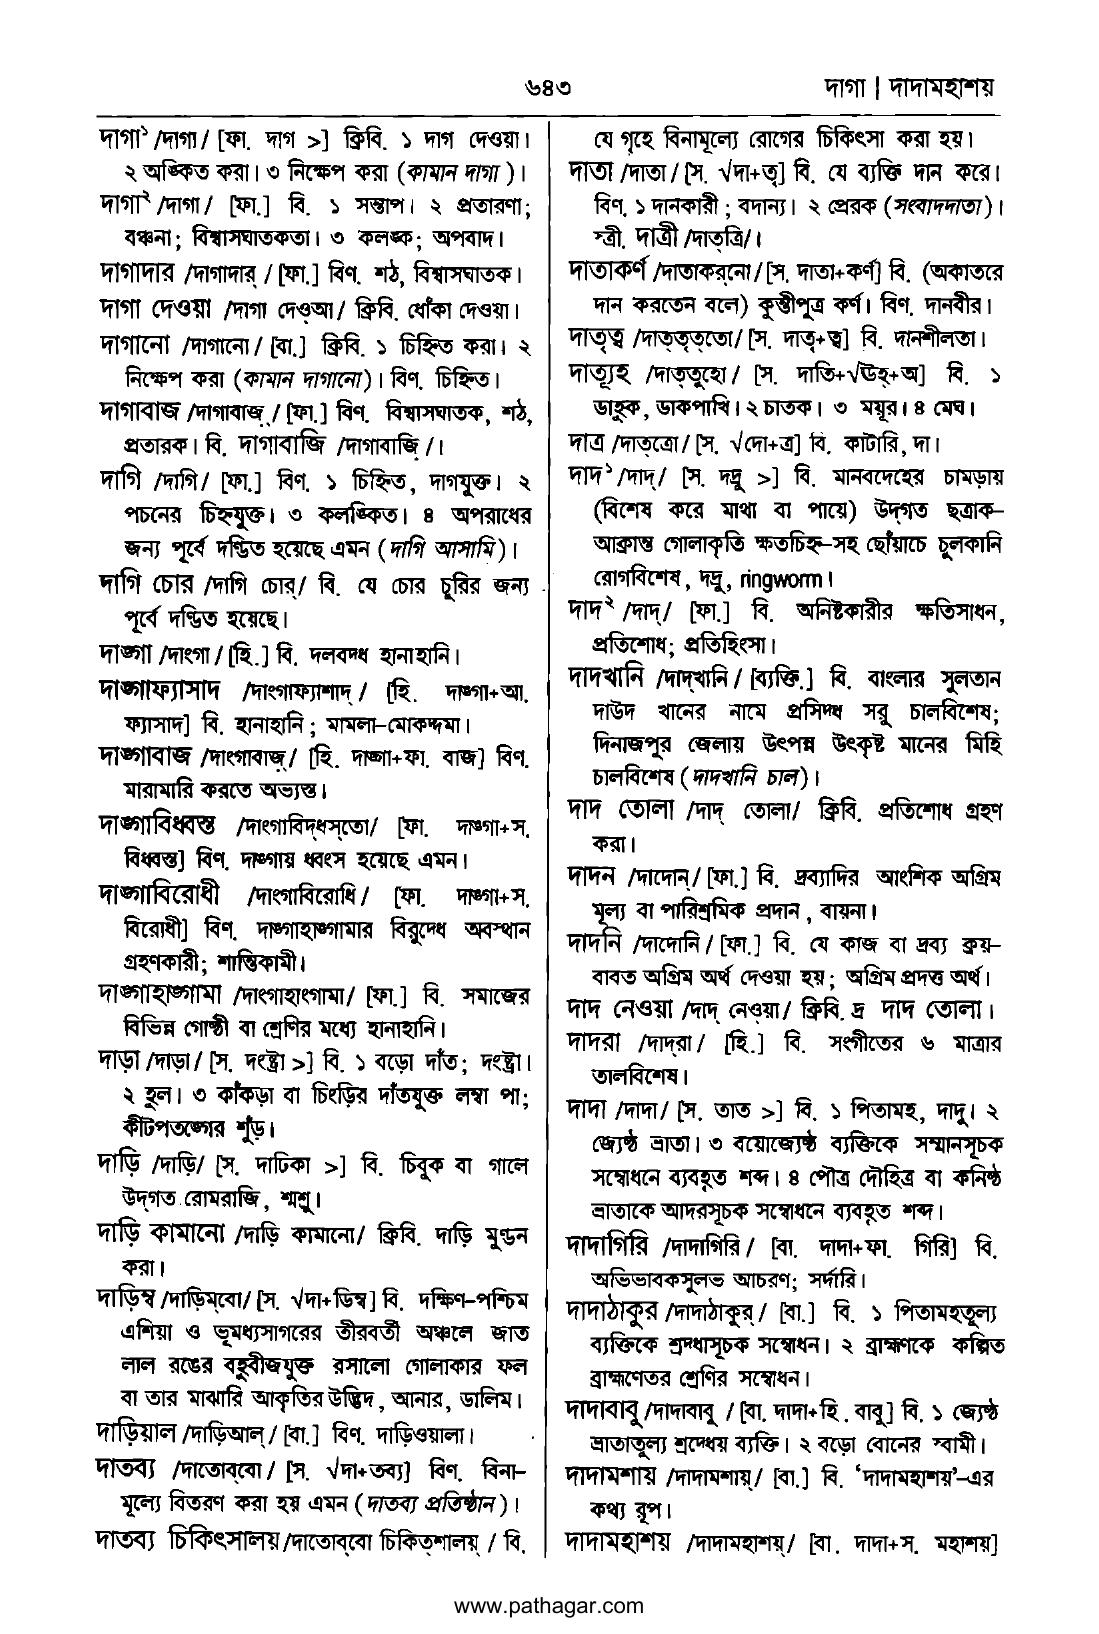 ৬৪৩
দাগা | দাদামহাশয়
দাগা১ /দাগা/ [ফা. দাগ >] ক্রিবি. ১ দাগ দেওয়া।
২ অঙ্কিত করা। ৩ নিক্ষেপ করা (কামান দাগা)।
দাগা২ /দাগা/ [ফা.] বি. ১ সন্তাপ। ২ প্রতারণা;
বঞ্চনা; বিশ্বাসঘাতকতা। ৩ কলঙ্ক; অপবাদ।
দাগাদার /দাগাদার্/ [ফা.] বিণ. শঠ, বিশ্বাসঘাতক।
দাগা দেওয়া /দাগা দেওআ/ ক্রিবি. ধোঁকা দেওয়া।
দাগানো /দাগানো/ [বা.] ক্রিবি. ১ চিহ্নিত করা। ২
নিক্ষেপ করা (কামান দাগানো)। বিণ. চিহ্নিত।
দাগাবাজ /দাগাবাজ্/ [ফা.] বিণ. বিশ্বাসঘাতক, শঠ,
প্রতারক। বি. দাগাবাজি /দাগাবাজি/।
দাগি /দাগি/ [ফা.] বিণ. ১ চিহ্নিত, দাগযুক্ত। ২
পচনের চিহ্নযুক্ত। ৩ কলঙ্কিত। ৪ অপরাধের
জন্য পূর্বে দণ্ডিত হয়েছে এমন (দাগি আসামি)।
দাগি চোর /দাগি চোর্/ বি. যে চোর চুরির জন্য
পূর্বে দণ্ডিত হয়েছে।
দাঙ্গা /দাংগা/ [হি.] বি. দলবদ্ধ হানাহানি।
দাঙ্গাফ্যাসাদ /দাংগাফ্যাশাদ্/ [হি. দাঙ্গা+আ.
ফ্যাসাদ] বি. হানাহানি; মামলা-মোকদ্দমা।
দাঙ্গাবাজ /দাংগাবাজ্/ [হি. দাঙ্গা+ফা. বাজ] বিণ.
মারামারি করতে অভ্যস্ত।
দাঙ্গাবিধ্বস্ত /দাংগাবিদ্‌ধস্‌তো/ [ফা. দাঙ্গা+স.
বিধ্বস্ত] বিণ. দাঙ্গায় ধ্বংস হয়েছে এমন।
দাঙ্গাবিরোধী /দাংগাবিরোধি/ [ফা. দাঙ্গা+স.
বিরোধী] বিণ. দাঙ্গাহাঙ্গামার বিরুদ্ধে অবস্থান
গ্রহণকারী; শান্তিকামী।
দাঙ্গাহাঙ্গামা /দাংগাহাংগামা/ [ফা.] বি. সমাজের
বিভিন্ন গোষ্ঠী বা শ্রেণির মধ্যে হানাহানি।
দাড়া /দাড়া/ [স. দংষ্ট্রা >] বি. ১ বড়ো দাঁত; দংষ্ট্রা।
২ হুল। ৩ কাঁকড়া বা চিংড়ির দাঁতযুক্ত লম্বা পা;
কীটপতঙ্গের শুঁড়।
দাড়ি /দাড়ি/ [স. দাঢিকা >] বি. চিবুক বা গালে
উদ্‌গত রোমরাজি, শ্মশ্রু।
দাড়ি কামানো /দাড়ি কামানো/ ক্রিবি. দাড়ি মুণ্ডন
করা।
দাড়িম্ব /দাড়িম্‌বো/ [স. √দা+ডিম্ব] বি. দক্ষিণ-পশ্চিম
এশিয়া ও ভূমধ্যসাগরের তীরবর্তী অঞ্চলে জাত
লাল রঙের বহুবীজযুক্ত রসালো গোলাকার ফল
বা তার মাঝারি আকৃতির উদ্ভিদ, আনার, ডালিম।
দাড়িয়াল /দাড়িআল্/ [বা.] বিণ. দাড়িওয়ালা।
দাতব্য /দাতোব্‌বো/ [স. √দা+তব্য] বিণ. বিনা-
মূল্যে বিতরণ করা হয় এমন (দাতব্য প্রতিষ্ঠান)।
দাতব্য চিকিৎসালয় /দাতোব্‌বো চিকিত্‌শালয়্/ বি.
যে গৃহে বিনামূল্যে রোগের চিকিৎসা করা হয়।
দাতা /দাতা/ [স. √দা+তৃ] বি. যে ব্যক্তি দান করে।
বিণ. ১ দানকারী; বদান্য। ২ প্রেরক (সংবাদদাতা)।
স্ত্রী. দাত্রী /দাত্‌ত্রি/।
দাতাকর্ণ /দাতাকর্‌নো/ [স. দাতা+কর্ণ] বি. (অকাতরে
দান করতেন বলে) কুন্তীপুত্র কর্ণ। বিণ. দানবীর।
দাতৃত্ব /দাত্‌তৃত্‌তো/ [স. দাতৃ+ত্ব] বি. দানশীলতা।
দাত্যূহ /দাত্‌তুহো/ [স. দাতি+√ঊহ্+অ] বি. ১
ডাহুক, ডাকপাখি। ২ চাতক। ৩ ময়ূর। ৪ মেঘ।
দাত্র /দাত্‌ত্রো/ [স. √দো+ত্র] বি. কাটারি, দা।
দাদ১ /দাদ্/ [স. দদ্রু >] বি. মানবদেহের চামড়ায়
(বিশেষ করে মাথা বা পায়ে) উদ্‌গত ছত্রাক-
আক্রান্ত গোলাকৃতি ক্ষতচিহ্ন-সহ ছোঁয়াচে চুলকানি
রোগবিশেষ, দদ্রু, ringworm।
দাদ২ /দাদ্/ [ফা.] বি. অনিষ্টকারীর ক্ষতিসাধন,
প্রতিশোধ; প্রতিহিংসা।
দাদখানি /দাদ্‌খানি/ [ব্যক্তি.] বি. বাংলার সুলতান
দাউদ খানের নামে প্রসিদ্ধ সরু চালবিশেষ;
দিনাজপুর জেলায় উৎপন্ন উৎকৃষ্ট মানের মিহি
চালবিশেষ (দাদখানি চাল)।
দাদ তোলা /দাদ্ তোলা/ ক্রিবি. প্রতিশোধ গ্রহণ
করা।
দাদন /দাদোন্/ [ফা.] বি. দ্রব্যাদির আংশিক অগ্রিম
মূল্য বা পারিশ্রমিক প্রদান, বায়না।
দাদনি /দাদোনি/ [ফা.] বি. যে কাজ বা দ্রব্য ক্রয়-
বাবত অগ্রিম অর্থ দেওয়া হয়; অগ্রিম প্রদত্ত অর্থ।
দাদ নেওয়া /দাদ্ নেওয়া/ ক্রিবি. দ্র দাদ তোলা।
দাদরা /দাদ্‌রা/ [হি.] বি. সংগীতের ৬ মাত্রার
তালবিশেষ।
দাদা /দাদা/ [স. তাত >] বি. ১ পিতামহ, দাদু। ২
জ্যেষ্ঠ ভ্রাতা। ৩ বয়োজ্যেষ্ঠ ব্যক্তিকে সম্মানসূচক
সম্বোধনে ব্যবহৃত শব্দ। ৪ পৌত্র দৌহিত্র বা কনিষ্ঠ
ভ্রাতাকে আদরসূচক সম্বোধনে ব্যবহৃত শব্দ।
দাদাগিরি /দাদাগিরি/ [বা. দাদা+ফা. গিরি] বি.
অভিভাবকসুলভ আচরণ; সর্দারি।
দাদাঠাকুর /দাদাঠাকুর্/ [বা.] বি. ১ পিতামহতুল্য
ব্যক্তিকে শ্রদ্ধাসূচক সম্বোধন। ২ ব্রাহ্মণকে কল্পিত
ব্রাহ্মণেতর শ্রেণির সম্বোধন।
দাদাবাবু /দাদাবাবু/ [বা. দাদা+হি. বাবু] বি. ১ জ্যেষ্ঠ
ভ্রাতাতুল্য শ্রদ্ধেয় ব্যক্তি। ২ বড়ো বোনের স্বামী।
দাদামশায় /দাদামশায়্/ [বা.] বি. ‘দাদামহাশয়’-এর
কথ্য রূপ।
দাদামহাশয় /দাদামহাশয়্/ [বা. দাদা+স. মহাশয়]
www.pathagar.com